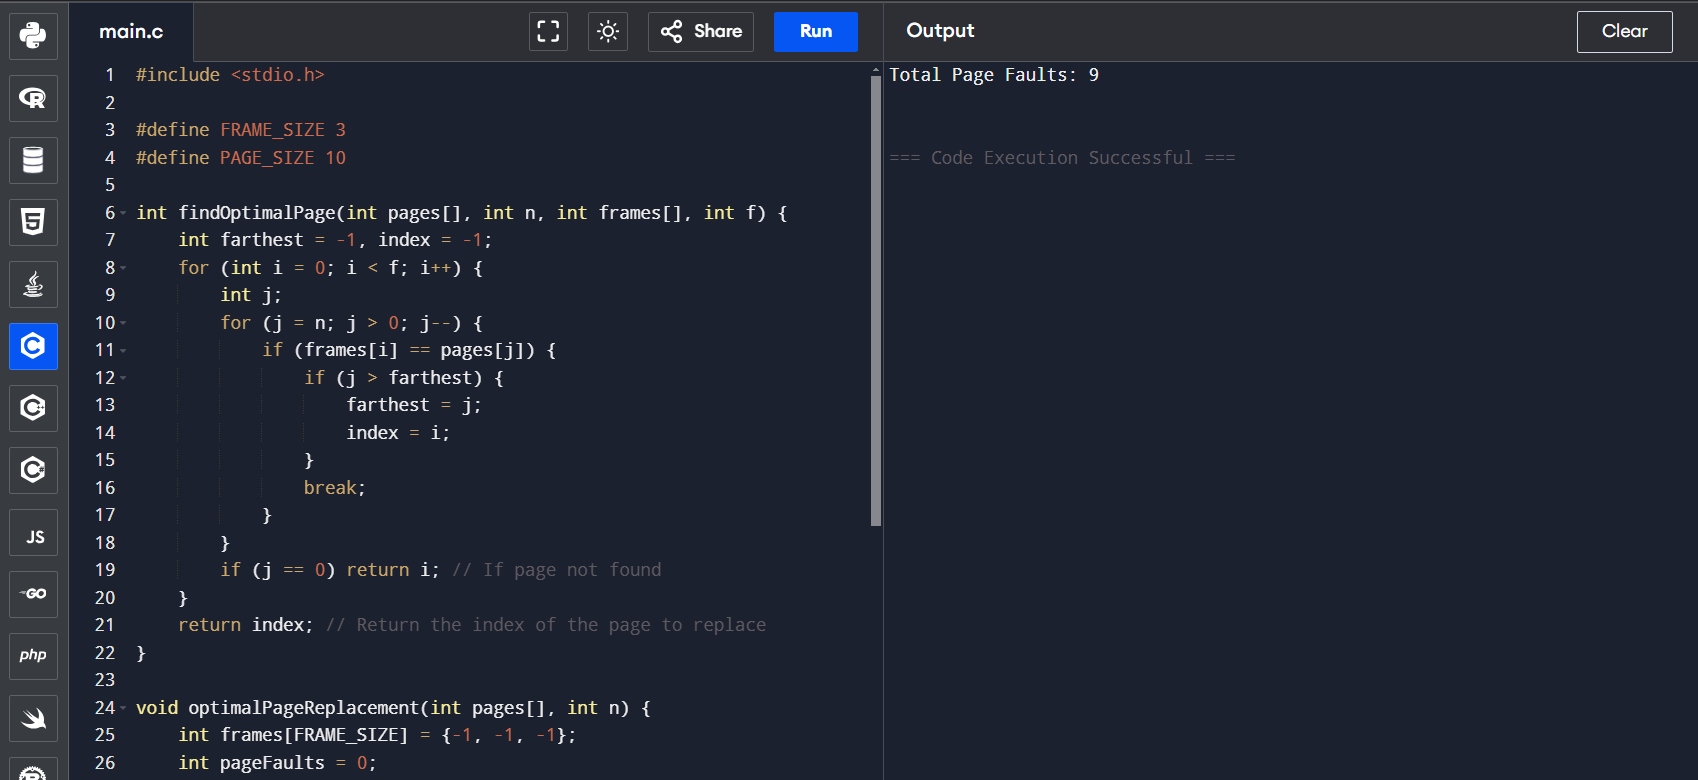 main.c
Share
Run
Output
Clear
1 #include <stdio.h>
2
3 #define FRAME_SIZE 3
4 #define PAGE_SIZE 10
5
6 int findOptimalPage(int pages[], int n, int frames[], int f) {
7     int farthest = -1, index = -1;
8     for (int i = 0; i < f; i++) {
9         int j;
10         for (j = n; j > 0; j--) {
11             if (frames[i] == pages[j]) {
12                 if (j > farthest) {
13                     farthest = j;
14                     index = i;
15                 }
16                 break;
17             }
18         }
19         if (j == 0) return i; // If page not found
20     }
21     return index; // Return the index of the page to replace
22 }
23
24 void optimalPageReplacement(int pages[], int n) {
25     int frames[FRAME_SIZE] = {-1, -1, -1};
26     int pageFaults = 0;
Total Page Faults: 9
=== Code Execution Successful ===
R
5
C
C
C
JS
GO
php
R